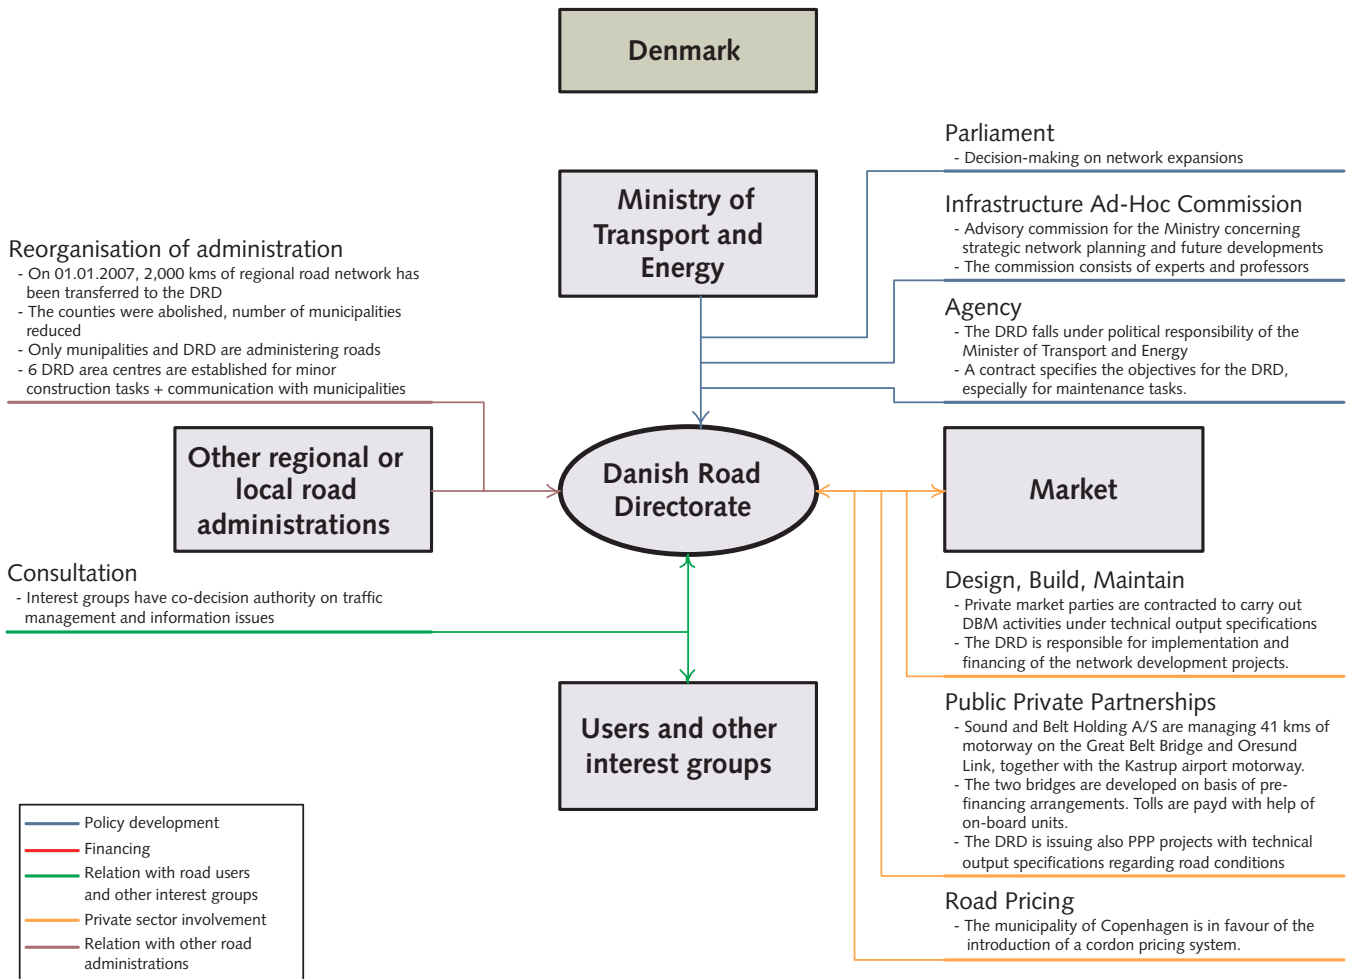 Denmark
Ministry of
Transport and
Energy
Parliament
- Decision-making on network expansions
Infrastructure Ad-Hoc Commission
- Advisory commission for the Ministry concerning
strategic network planning and future developments
- The commission consists of experts and professors
Agency
- The DRD falls under political responsibility of the
Minister of Transport and Energy
- A contract specifies the objectives for the DRD,
especially for maintenance tasks.
Reorganisation of administration
- On 01.01.2007, 2,000 kms of regional road network has
been transferred to the DRD
- The counties were abolished, number of municipalities
reduced
- Only munipalities and DRD are administering roads
- 6 DRD area centres are established for minor
construction tasks + communication with municipalities
Other regional or
local road
administrations
Danish Road
Directorate
Market
Consultation
- Interest groups have co-decision authority on traffic
management and information issues
Users and other
interest groups
Design, Build, Maintain
- Private market parties are contracted to carry out
DBM activities under technical output specifications
- The DRD is responsible for implementation and
financing of the network development projects.
Public Private Partnerships
- Sound and Belt Holding A/S are managing 41 kms of
motorway on the Great Belt Bridge and Oresund
Link, together with the Kastrup airport motorway.
- The two bridges are developed on basis of pre-
financing arrangements. Tolls are payd with help of
on-board units.
- The DRD is issuing also PPP projects with technical
output specifications regarding road conditions
Road Pricing
- The municipality of Copenhagen is in favour of the
introduction of a cordon pricing system.
Policy development
Financing
Relation with road users
and other interest groups
Private sector involvement
Relation with other road
administrations